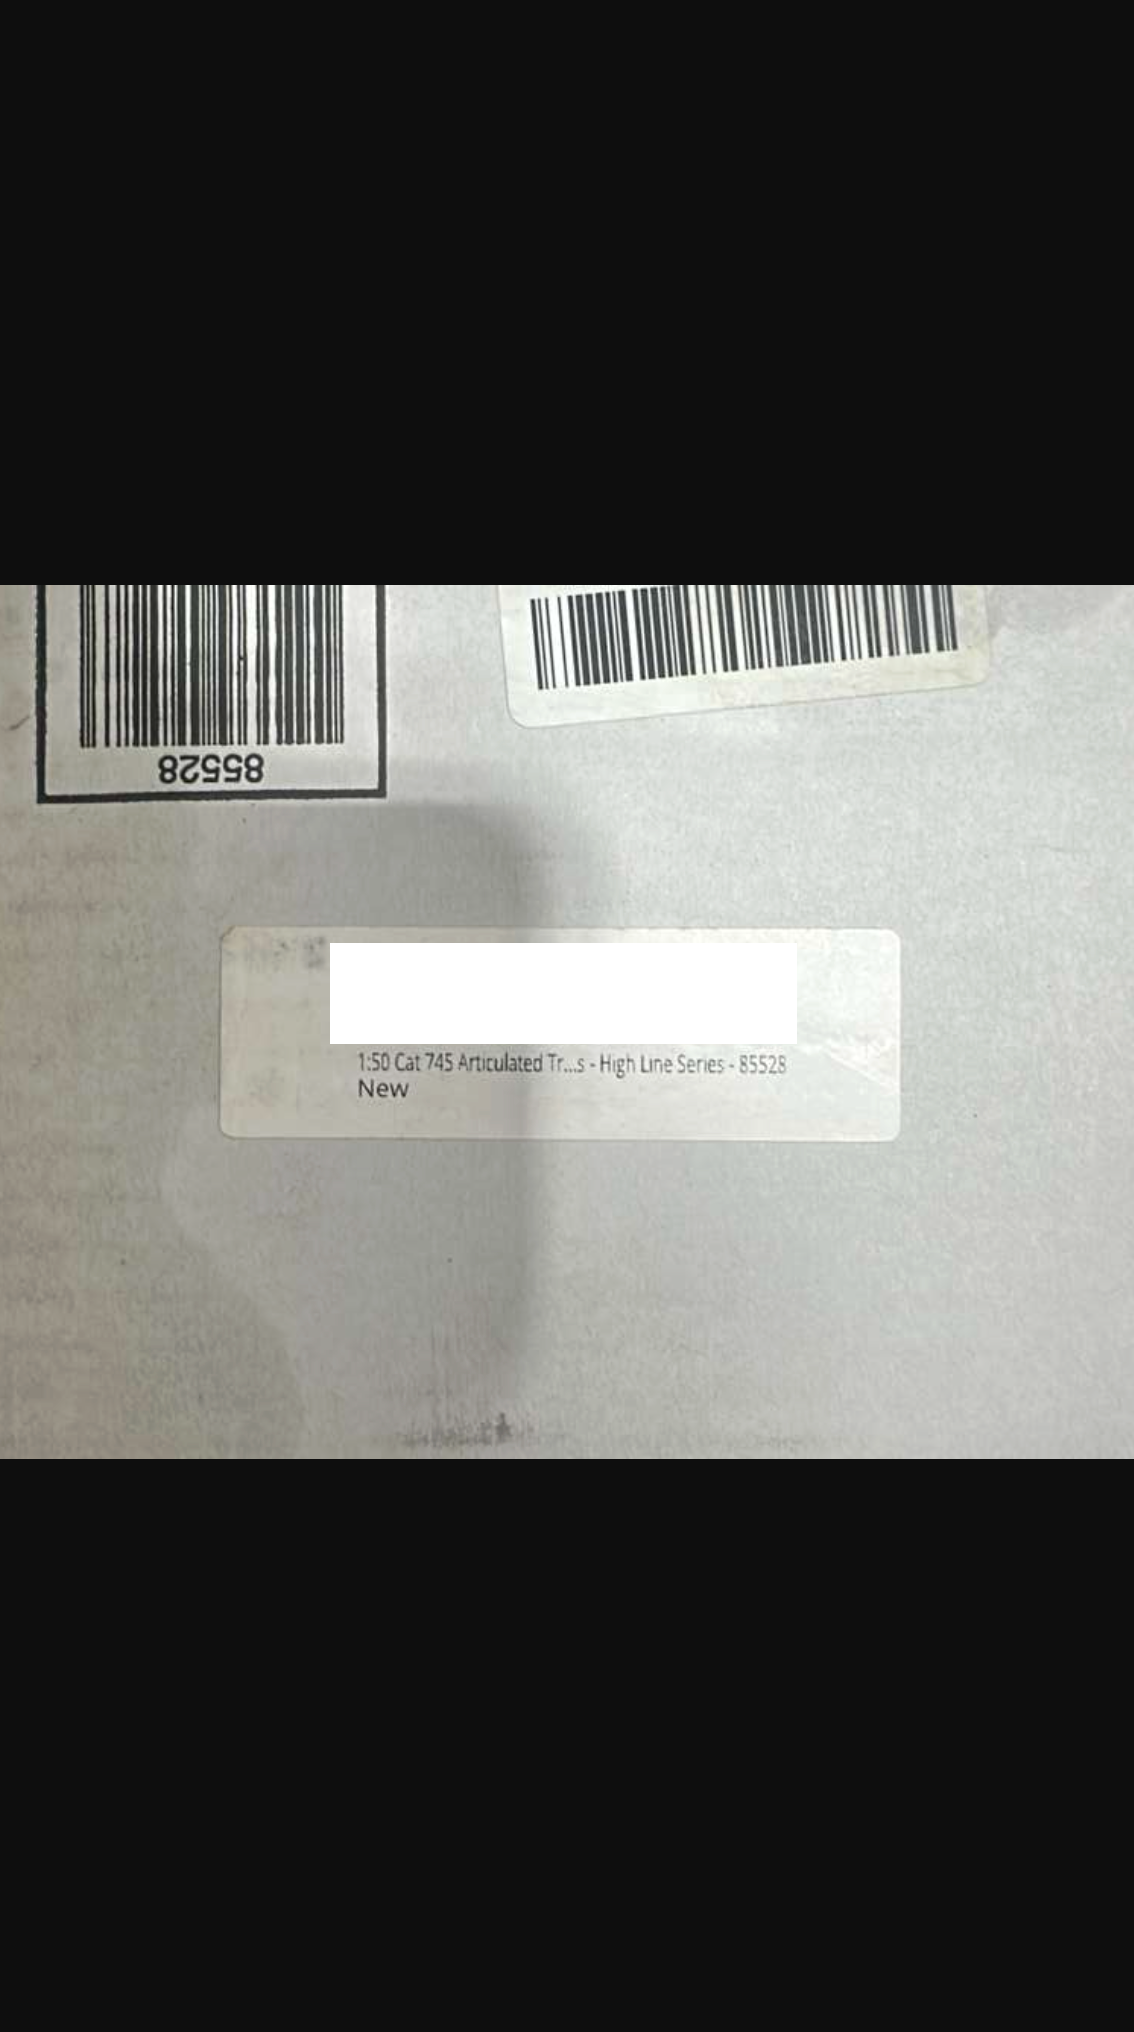 85528
1:50 Cat 745 Articulated Tr...s - High Line Series - 85528
New